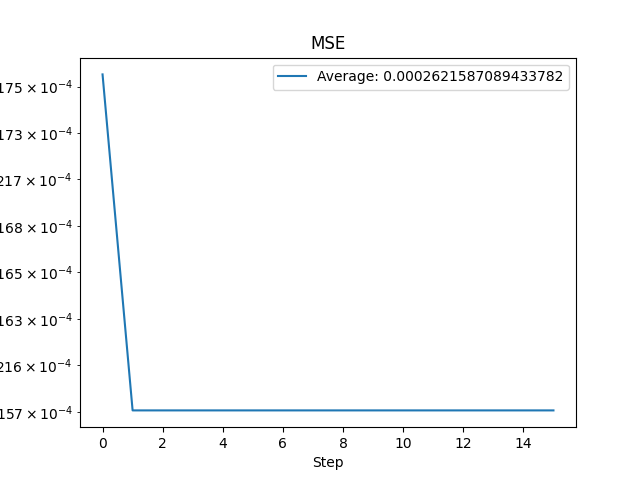 MSE
Average: 0.0002621587089433782
175 × 10⁻⁴
173 × 10⁻⁴
217 × 10⁻⁴
168 × 10⁻⁴
165 × 10⁻⁴
163 × 10⁻⁴
216 × 10⁻⁴
157 × 10⁻⁴
0 2 4 6 8 10 12 14
Step